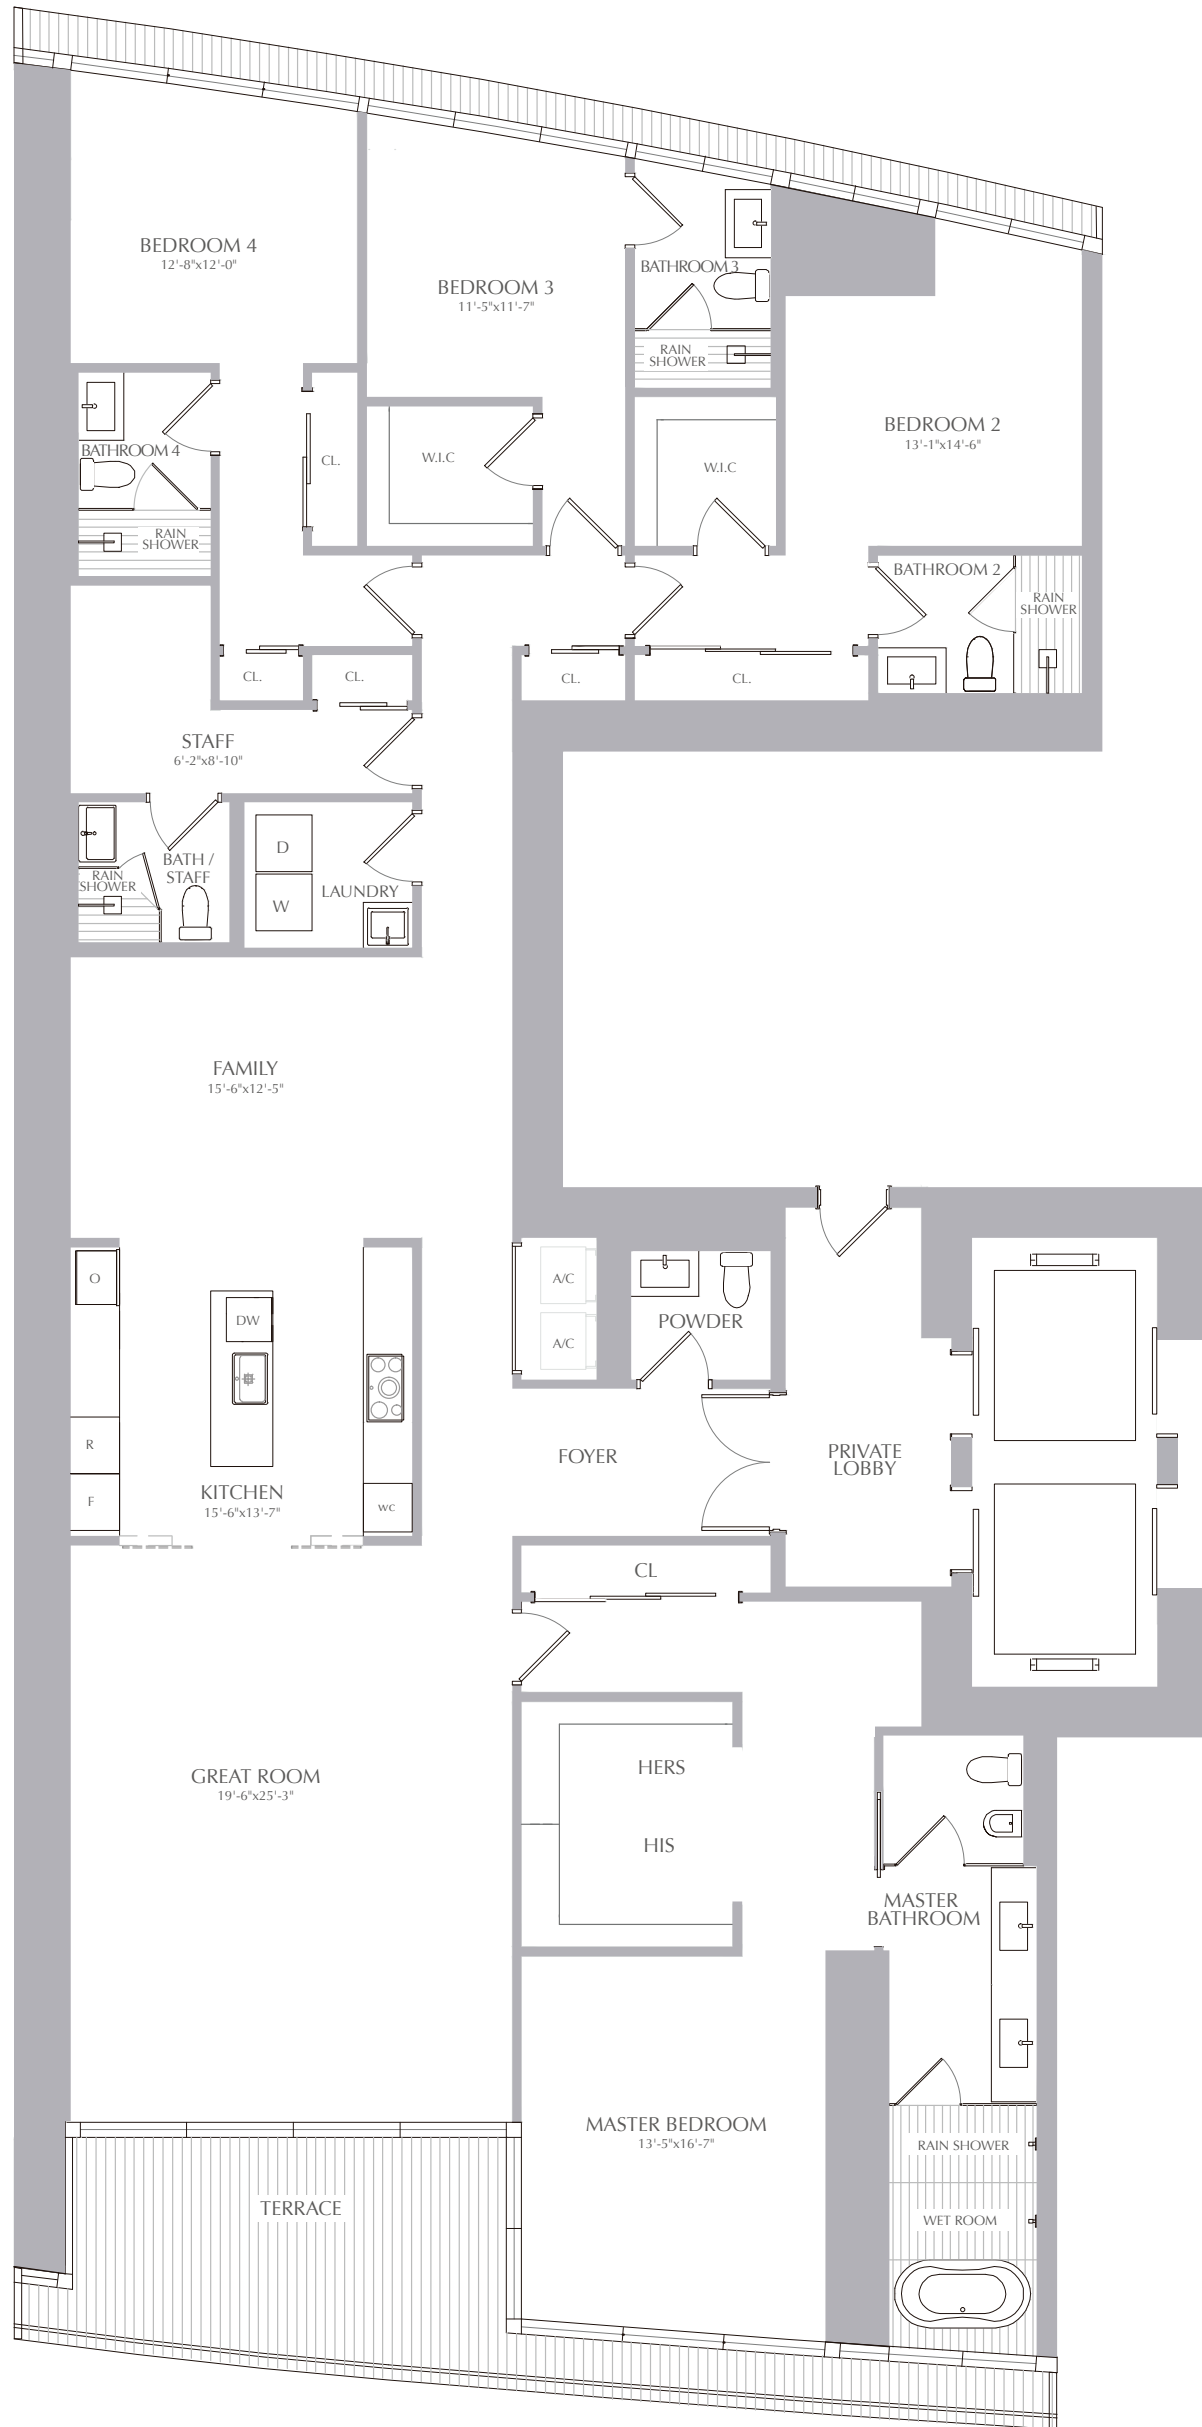 BEDROOM 4
12'-8"x12'-0"
BEDROOM 3
11'-5"x11'-7"
BATHROOM 3
RAIN
SHOWER
BEDROOM 2
13'-1"x14'-6"
BATHROOM 4
CL.
W.I.C
W.I.C
RAIN
SHOWER
BATHROOM 2
RAIN
SHOWER
CL.
CL.
CL.
CL.
STAFF
6'-2"x8'-10"
BATH /
STAFF
RAIN
SHOWER
D
W
LAUNDRY
FAMILY
15'-6"x12'-5"
O
DW
A/C
A/C
POWDER
R
F
KITCHEN
15'-6"x13'-7"
WC
FOYER
PRIVATE
LOBBY
CL
GREAT ROOM
19'-6"x25'-3"
HERS
HIS
MASTER
BATHROOM
MASTER BEDROOM
13'-5"x16'-7"
RAIN SHOWER
WET ROOM
TERRACE